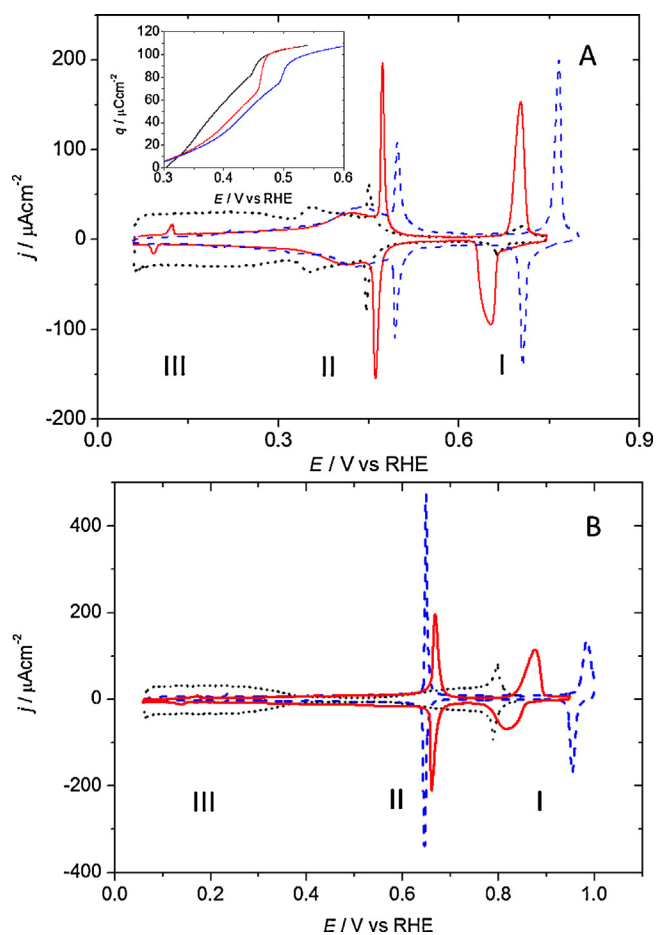 A
200
100
0
-100
-200
j / µAcm⁻²
0.0 0.3 0.6 0.9
E / V vs RHE
120
100
80
60
40
20
0
q / µCcm⁻²
0.3 0.4 0.5 0.6
E / V vs RHE
III II I
B
400
200
0
-200
-400
j / µAcm⁻²
0.0 0.2 0.4 0.6 0.8 1.0
E / V vs RHE
III II I